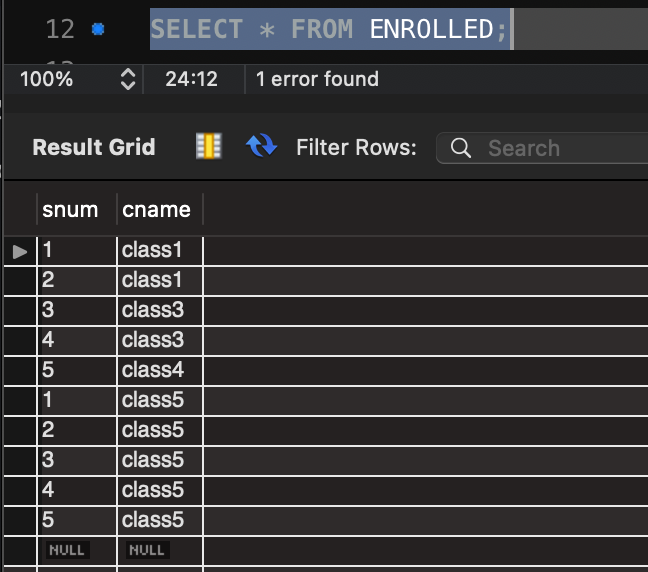 12 SELECT * FROM ENROLLED;
100% 24:12 1 error found
Result Grid Filter Rows: Search
snum cname
1 class1
2 class1
3 class3
4 class3
5 class4
1 class5
2 class5
3 class5
4 class5
5 class5
NULL NULL